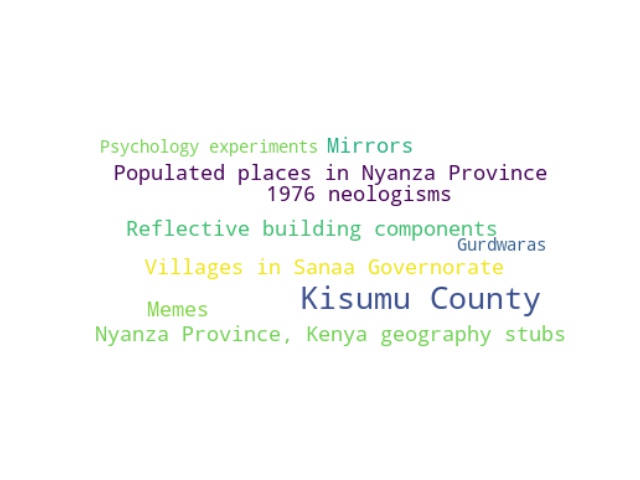 Psychology experiments Mirrors
Populated places in Nyanza Province
1976 neologisms
Reflective building components
Gurdwaras
Villages in Sanaa Governorate
Kisumu County
Memes
Nyanza Province, Kenya geography stubs